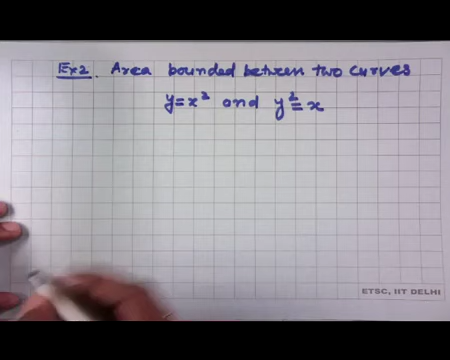 Ex2. Area bounded between two curves
y=x² and y²=x
ETSC, IIT DELHI